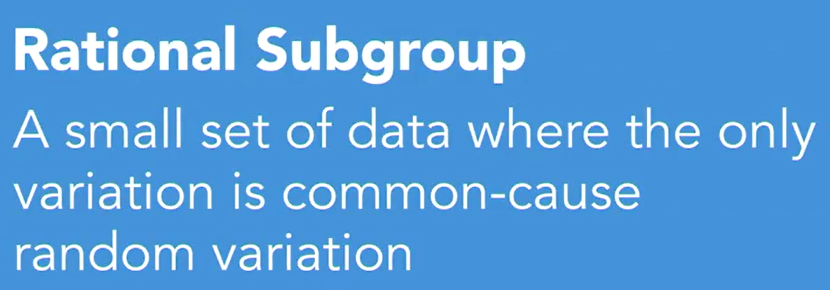 Rational Subgroup
A small set of data where the only
variation is common-cause
random variation